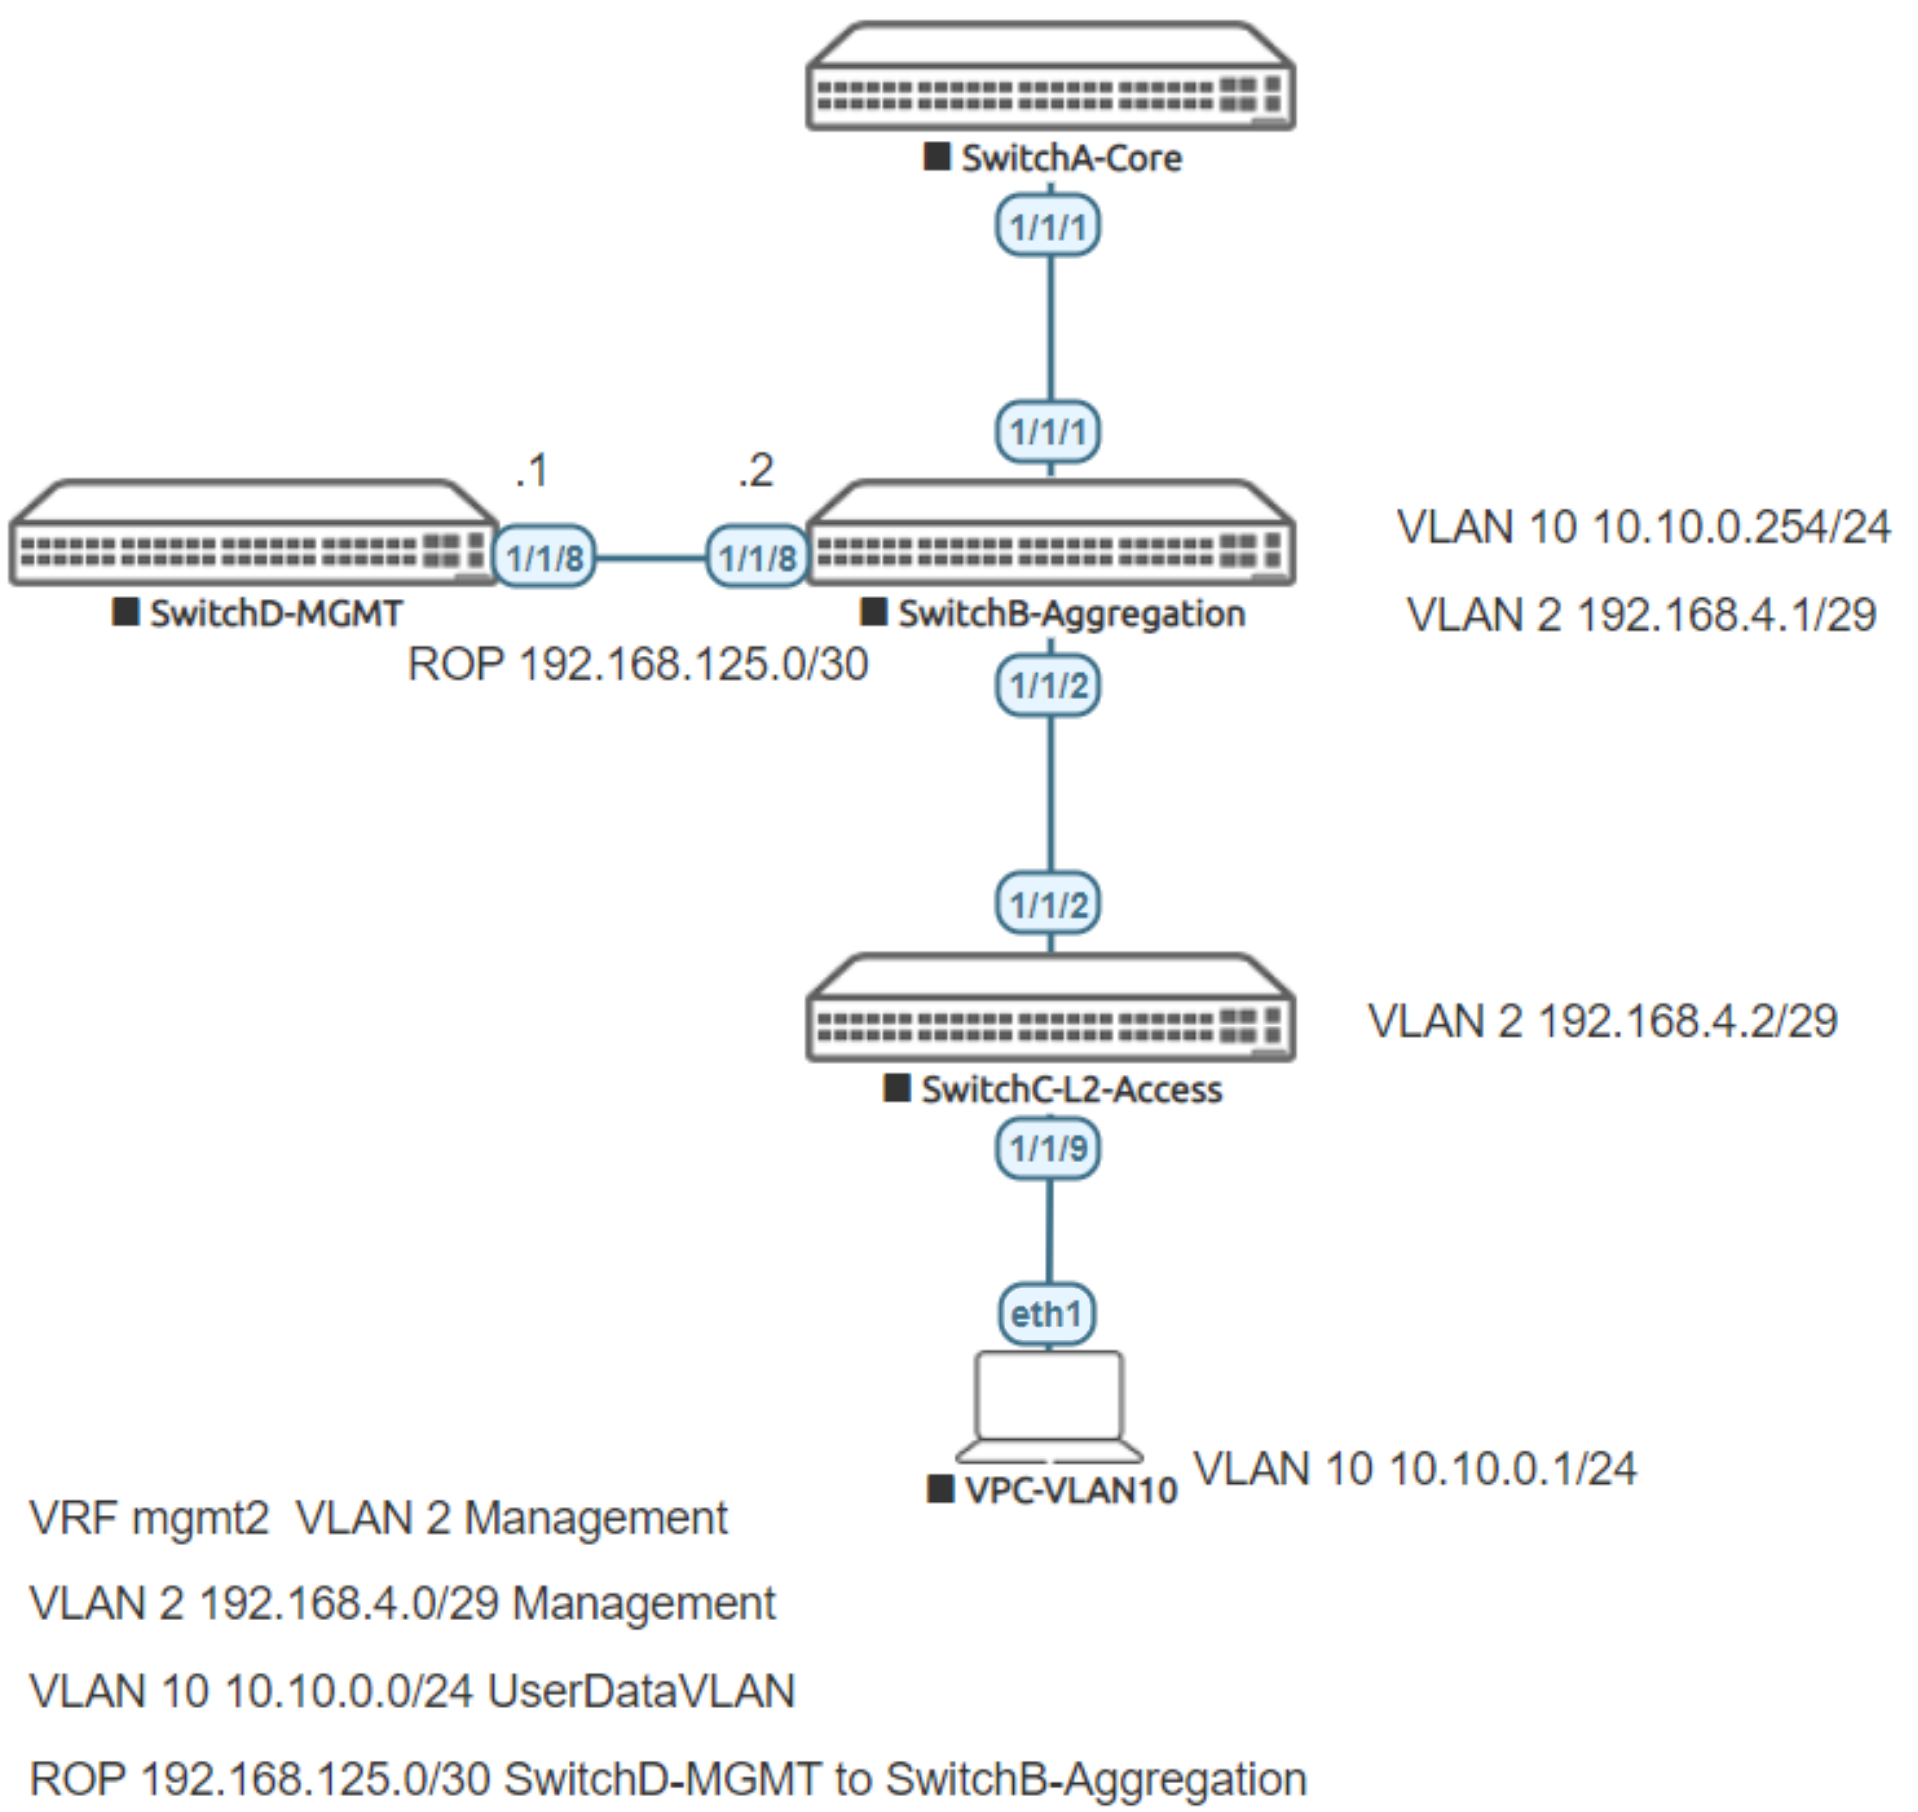 SwitchA-Core
1/1/1
1/1/1
.1 .2
1/1/8 1/1/8
SwitchD-MGMT
SwitchB-Aggregation
VLAN 10 10.10.0.254/24
VLAN 2 192.168.4.1/29
ROP 192.168.125.0/30
1/1/2
1/1/2
SwitchC-L2-Access
VLAN 2 192.168.4.2/29
1/1/9
eth1
VPC-VLAN10
VLAN 10 10.10.0.1/24
VRF mgmt2 VLAN 2 Management
VLAN 2 192.168.4.0/29 Management
VLAN 10 10.10.0.0/24 UserDataVLAN
ROP 192.168.125.0/30 SwitchD-MGMT to SwitchB-Aggregation